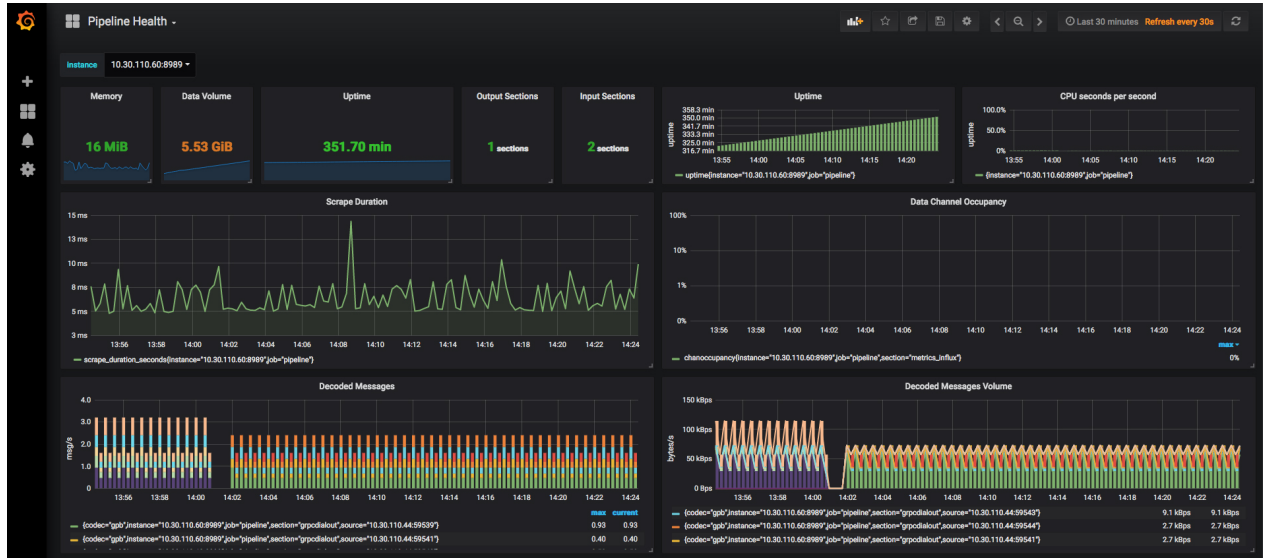 Pipeline Health
Last 30 minutes Refresh every 30s
instance 10.30.110.60:8989
Memory
16 MiB
Data Volume
5.53 GiB
Uptime
351.70 min
Output Sections
1 sections
Input Sections
2 sections
Uptime
uptime
358.3 min
350.0 min
341.7 min
333.3 min
325.0 min
316.7 min
13:55 14:00 14:05 14:10 14:15 14:20
uptime{instance="10.30.110.60:8989",job="pipeline"}
CPU seconds per second
uptime
100.0%
50.0%
0%
13:55 14:00 14:05 14:10 14:15 14:20
{instance="10.30.110.60:8989",job="pipeline"}
Scrape Duration
15 ms
13 ms
10 ms
8 ms
5 ms
3 ms
13:56 13:58 14:00 14:02 14:04 14:06 14:08 14:10 14:12 14:14 14:16 14:18 14:20 14:22 14:24
scrape_duration_seconds{instance="10.30.110.60:8989",job="pipeline"}
Data Channel Occupancy
100%
10%
1%
0%
13:56 13:58 14:00 14:02 14:04 14:06 14:08 14:10 14:12 14:14 14:16 14:18 14:20 14:22 14:24
max
chanoccupancy{instance="10.30.110.60:8989",job="pipeline",section="metrics_influx"} 0%
Decoded Messages
msg/s
4.0
3.0
2.0
1.0
0
13:56 13:58 14:00 14:02 14:04 14:06 14:08 14:10 14:12 14:14 14:16 14:18 14:20 14:22 14:24
max current
{codec="gpb",instance="10.30.110.60:8989",job="pipeline",section="grpcdialout",source="10.30.110.44:59539"} 0.93 0.93
{codec="gpb",instance="10.30.110.60:8989",job="pipeline",section="grpcdialout",source="10.30.110.44:59541"} 0.40 0.40
Decoded Messages Volume
bytes/s
150 kBps
100 kBps
50 kBps
0 Bps
13:56 13:58 14:00 14:02 14:04 14:06 14:08 14:10 14:12 14:14 14:16 14:18 14:20 14:22 14:24
{codec="gpb",instance="10.30.110.60:8989",job="pipeline",section="grpcdialout",source="10.30.110.44:59543"} 9.1 kBps 9.1 kBps
{codec="gpb",instance="10.30.110.60:8989",job="pipeline",section="grpcdialout",source="10.30.110.44:59544"} 2.7 kBps 2.7 kBps
{codec="gpb",instance="10.30.110.60:8989",job="pipeline",section="grpcdialout",source="10.30.110.44:59541"} 2.7 kBps 2.7 kBps